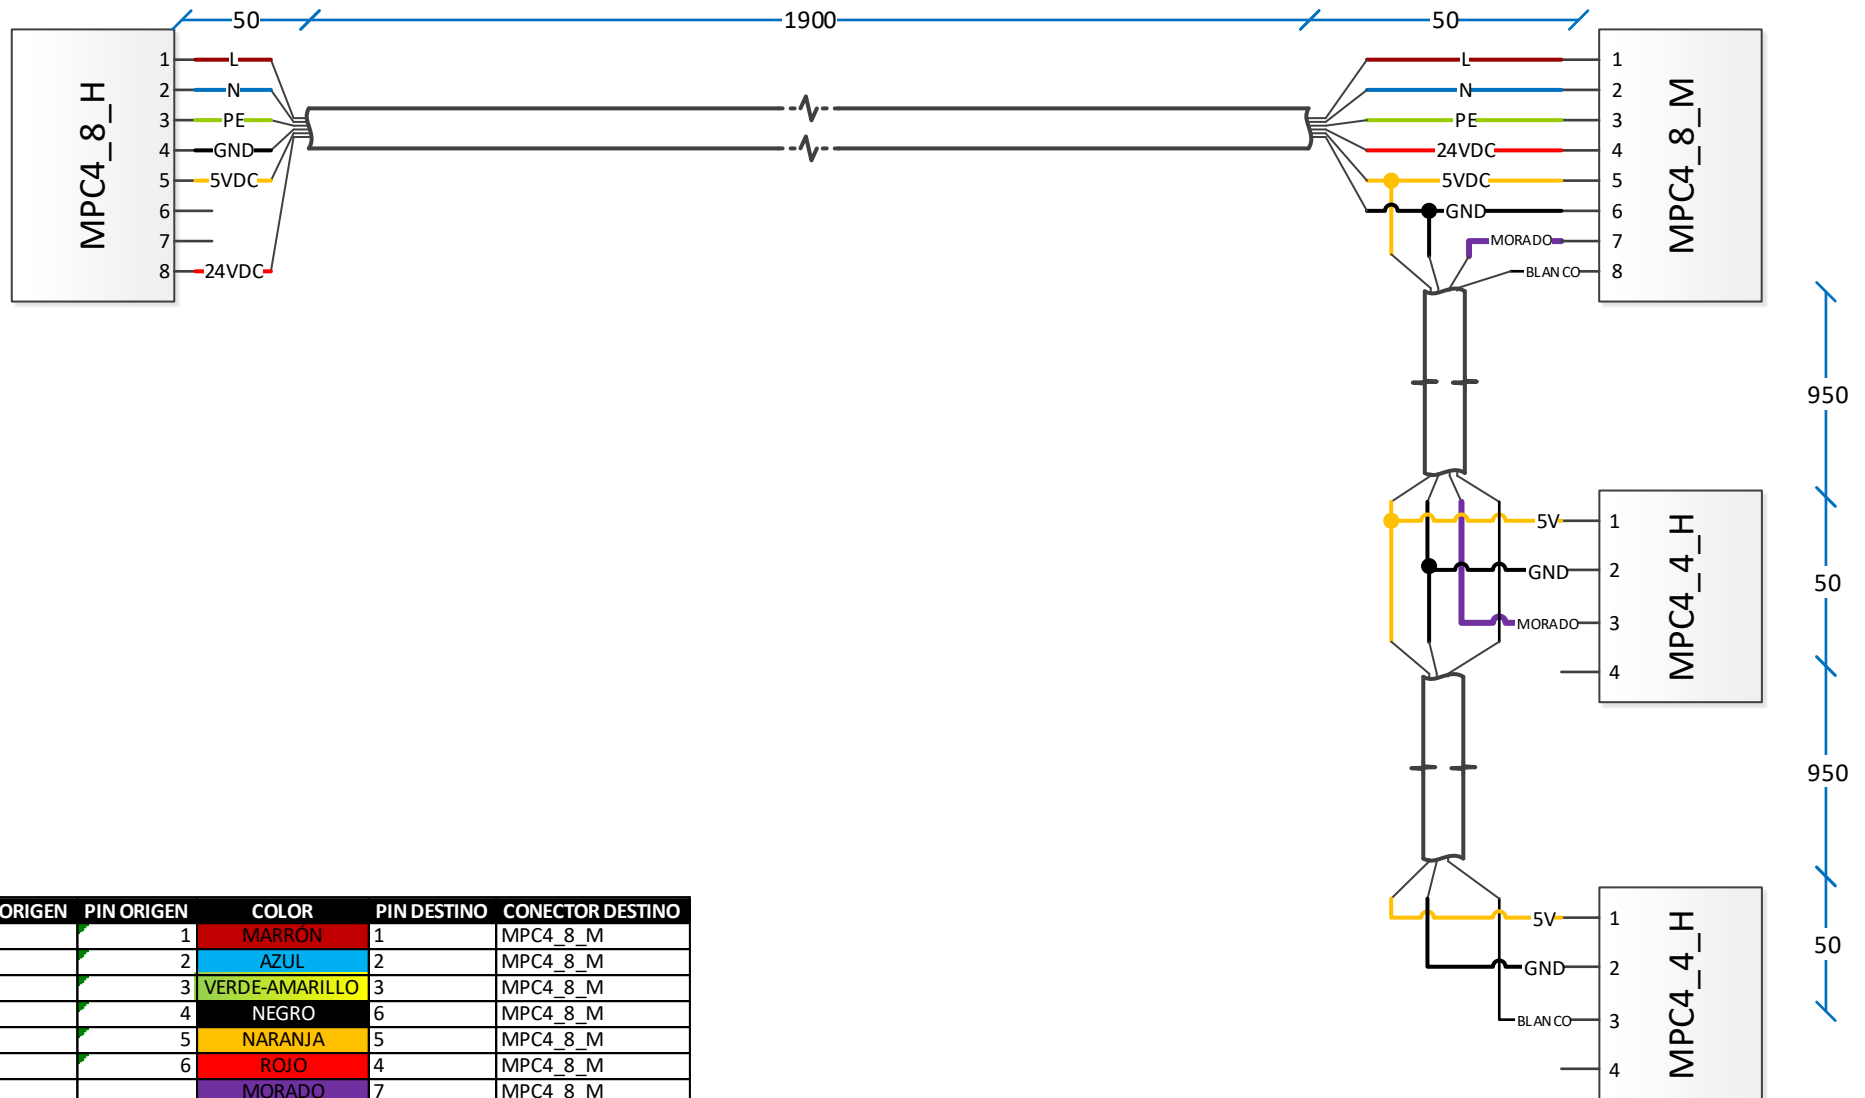 50
1900
50
MPC4_8_H
1 L
2 N
3 PE
4 GND
5 5VDC
6
7
8 24VDC
L 1
N 2
PE 3
24VDC 4
5VDC 5
GND 6
MORADO 7
BLANCO 8
MPC4_8_M
950
5V 1
GND 2
MORADO 3
4
MPC4_4_H
50
950
5V 1
GND 2
BLANCO 3
4
MPC4_4_H
50
ORIGEN PIN ORIGEN COLOR PIN DESTINO CONECTOR DESTINO
1 MARRÓN 1 MPC4_8_M
2 AZUL 2 MPC4_8_M
3 VERDE-AMARILLO 3 MPC4_8_M
4 NEGRO 6 MPC4_8_M
5 NARANJA 5 MPC4_8_M
6 ROJO 4 MPC4_8_M
MORADO 7 MPC4_8_M